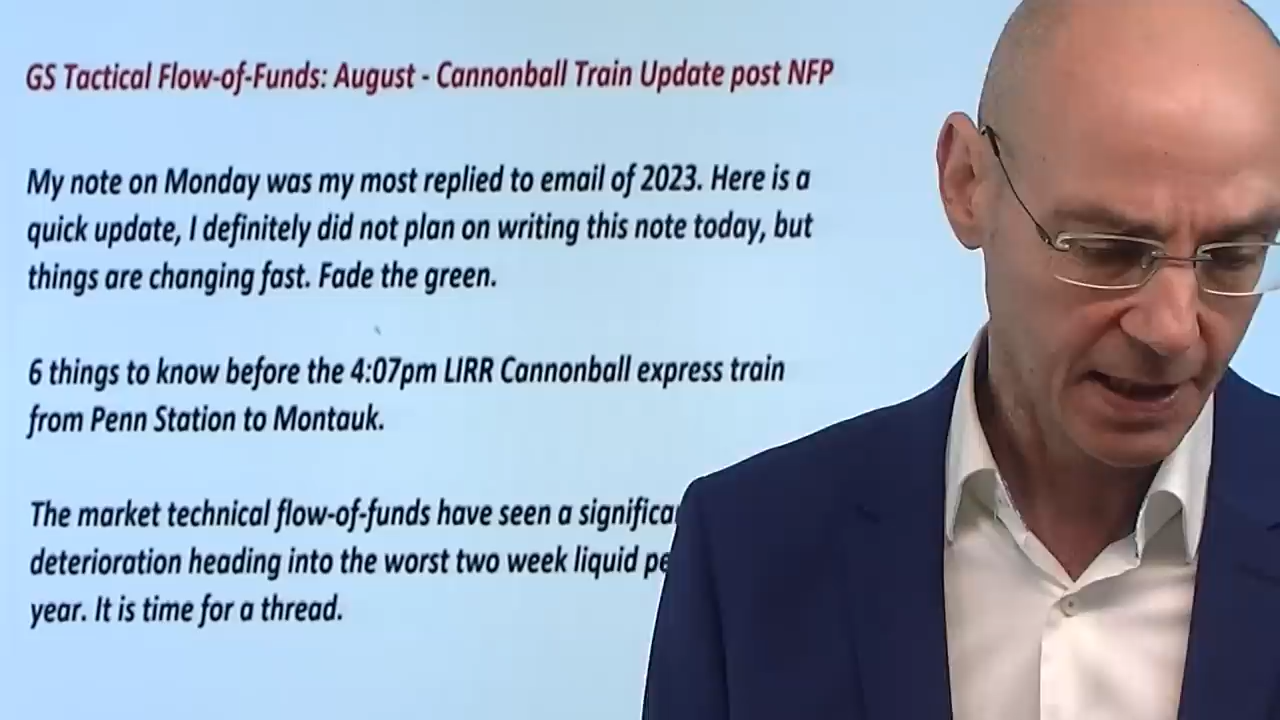 GS Tactical Flow-of-Funds: August - Cannonball Train Update post NFP
My note on Monday was my most replied to email of 2023. Here is a
quick update, I definitely did not plan on writing this note today, but
things are changing fast. Fade the green.
6 things to know before the 4:07pm LIRR Cannonball express train
from Penn Station to Montauk.
The market technical flow-of-funds have seen a
deterioration heading into the worst two week liquid
year. It is time for a thread.